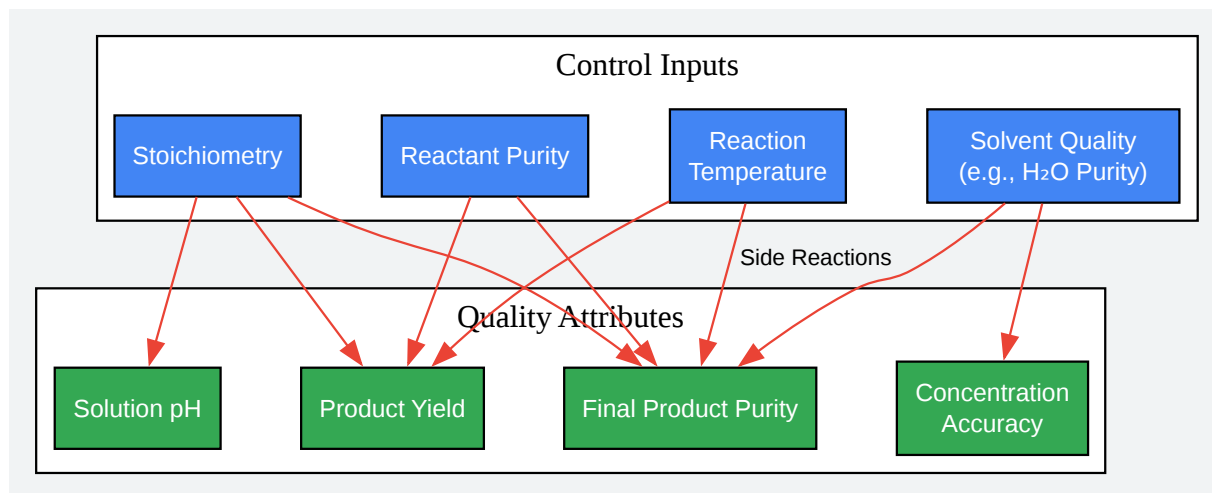 Control Inputs
Stoichiometry
Reactant Purity
Reaction
Temperature
Solvent Quality
(e.g., H₂O Purity)
Side Reactions
Quality Attributes
Solution pH
Product Yield
Final Product Purity
Concentration
Accuracy